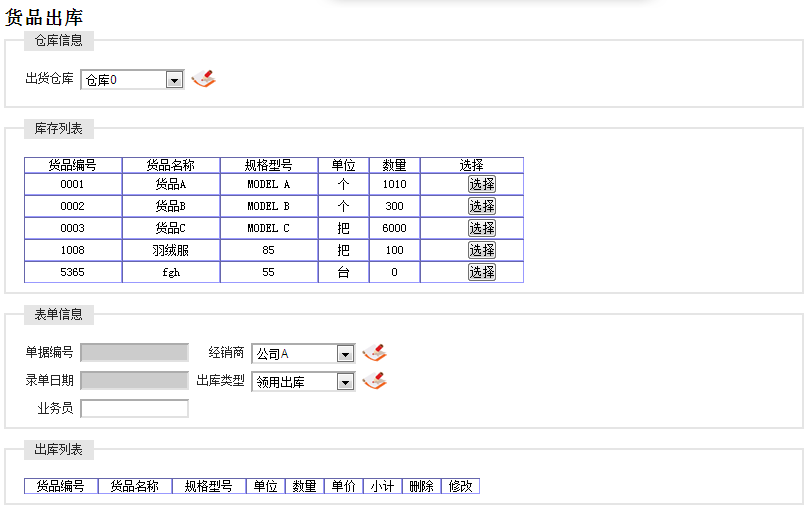 货品出库
仓库信息
出货仓库 仓库0
库存列表
货品编号 货品名称 规格型号 单位 数量 选择
0001 货品A MODEL A 个 1010 选择
0002 货品B MODEL B 个 300 选择
0003 货品C MODEL C 把 6000 选择
1008 羽绒服 85 把 100 选择
5365 fgh 55 台 0 选择
表单信息
单据编号 经销商 公司A
录单日期 出库类型 领用出库
业务员
出库列表
货品编号 货品名称 规格型号 单位 数量 单价 小计 删除 修改